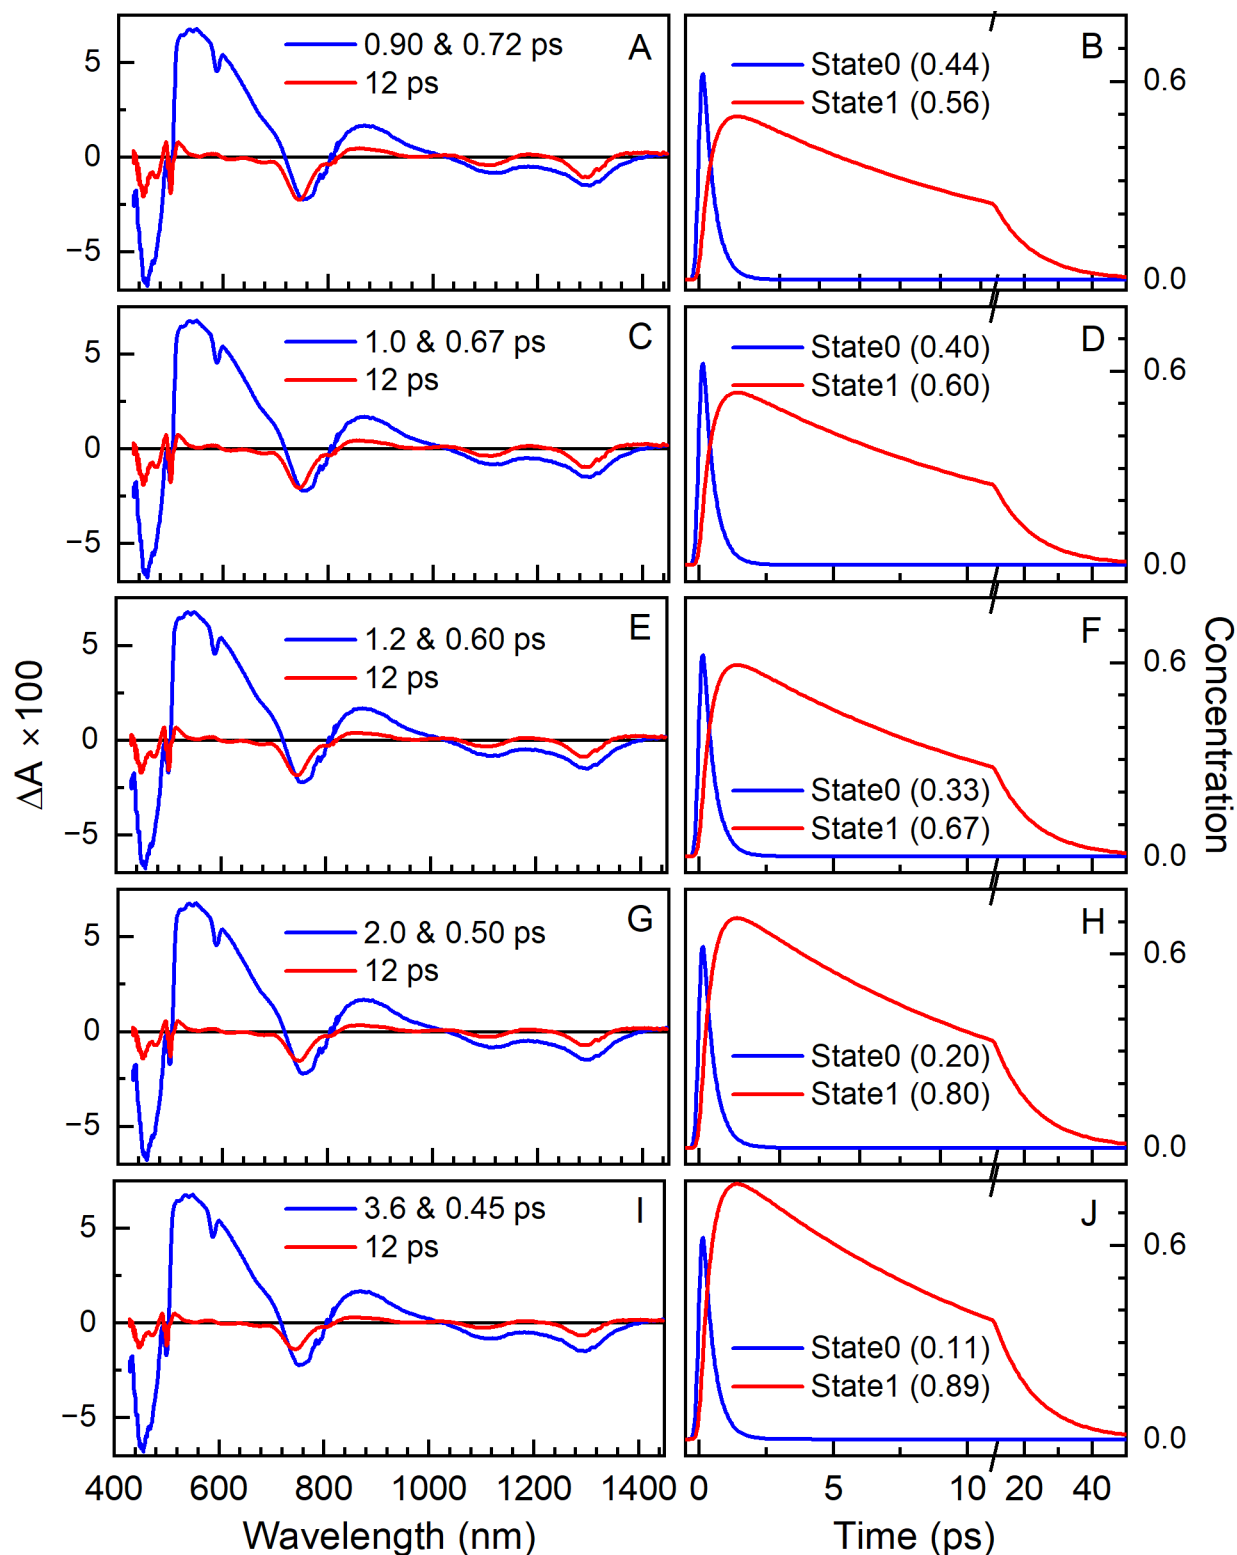 0.90 & 0.72 ps
12 ps
A
5
0
−5
State0 (0.44)
State1 (0.56)
B
0.6
0.0
1.0 & 0.67 ps
12 ps
C
5
0
−5
State0 (0.40)
State1 (0.60)
D
0.6
0.0
1.2 & 0.60 ps
12 ps
E
5
0
−5
State0 (0.33)
State1 (0.67)
F
0.6
0.0
2.0 & 0.50 ps
12 ps
G
5
0
−5
State0 (0.20)
State1 (0.80)
H
0.6
0.0
3.6 & 0.45 ps
12 ps
I
5
0
−5
State0 (0.11)
State1 (0.89)
J
0.6
0.0
ΔA × 100
Concentration
400 600 800 1000 1200 1400
0 5 10 20 40
Wavelength (nm)
Time (ps)